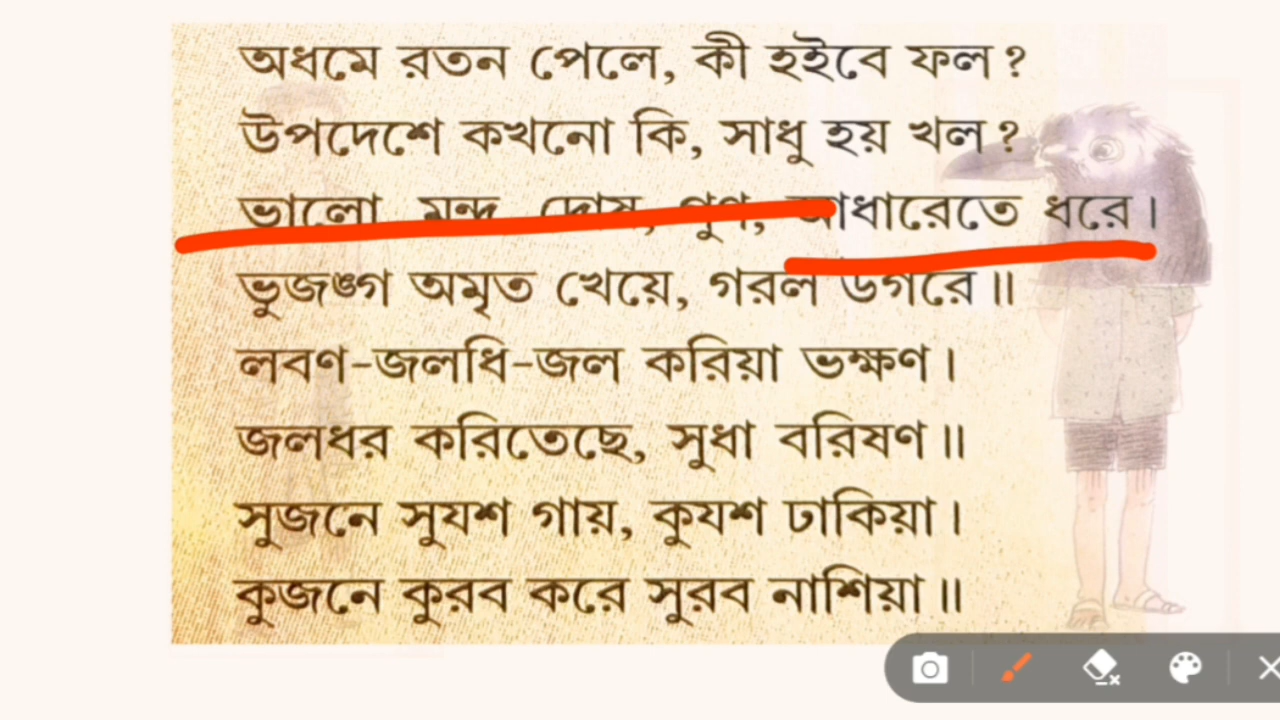 অধমে রতন পেলে, কী হইবে ফল?
উপদেশে কখনো কি, সাধু হয় খল?
ভালো মন্দ দোষ, গুণ, আধারেতে ধরে।
ভুজঙ্গ অমৃত খেয়ে, গরল উগরে॥
লবণ-জলধি-জল করিয়া ভক্ষণ।
জলধর করিতেছে, সুধা বরিষণ॥
সুজনে সুযশ গায়, কুযশ ঢাকিয়া।
কুজনে কুরব করে সুরব নাশিয়া॥